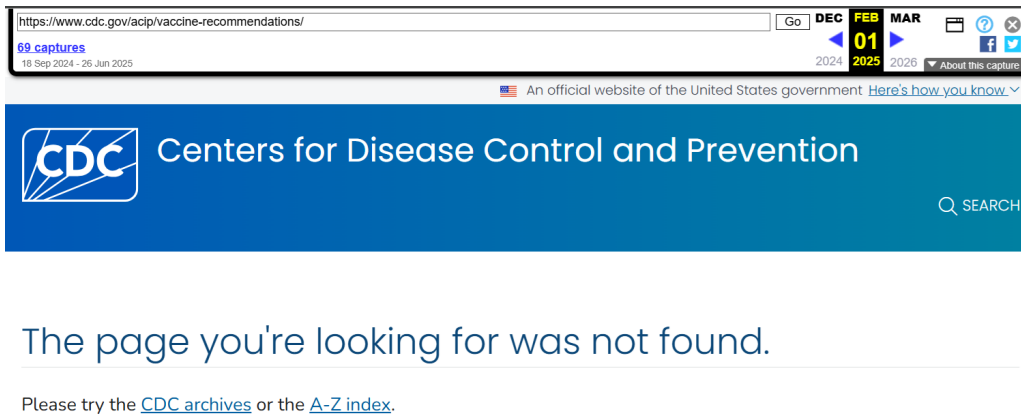 https://www.cdc.gov/acip/vaccine-recommendations/ Go DEC FEB MAR
69 captures 01
18 Sep 2024 - 26 Jun 2025 2024 2025 2026 ▼ About this capture
An official website of the United States government Here's how you know
CDC Centers for Disease Control and Prevention
SEARCH
The page you're looking for was not found.
Please try the CDC archives or the A-Z index.